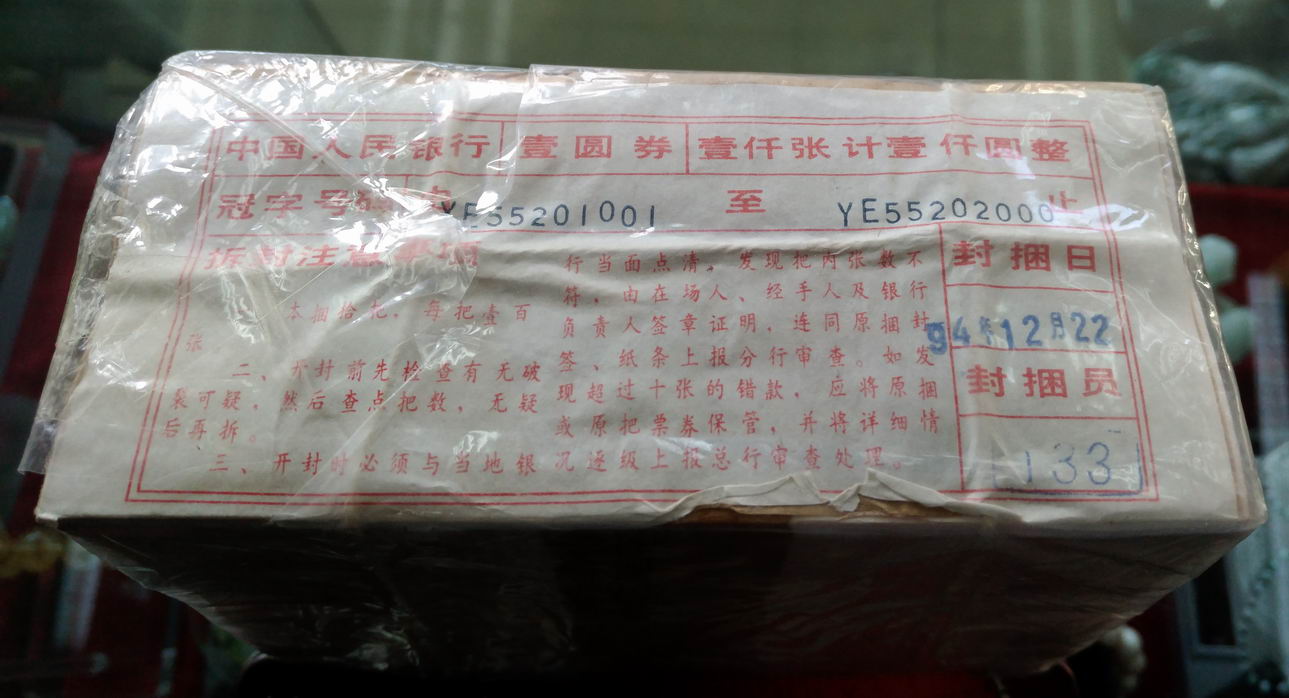 中国人民银行 壹圆券 壹仟张计壹仟圆整
冠字号码 YE55201001 至 YE55202000 止
拆封注意事项
本捆拾把,每把壹百
张
二、开封前先检查有无破
裂可疑,然后查点把数,无疑
后再拆。
三、开封时必须与当地银
行当面点清,发现把内张数不
符,由在场人、经手人及银行
负责人签章证明,连同原捆封
签、纸条上报分行审查。如发
现超过十张的错款,应将原捆
或原把票券保管,并将详细情
况逐级上报总行审查处理。
封捆日
94年12月22
封捆员
133